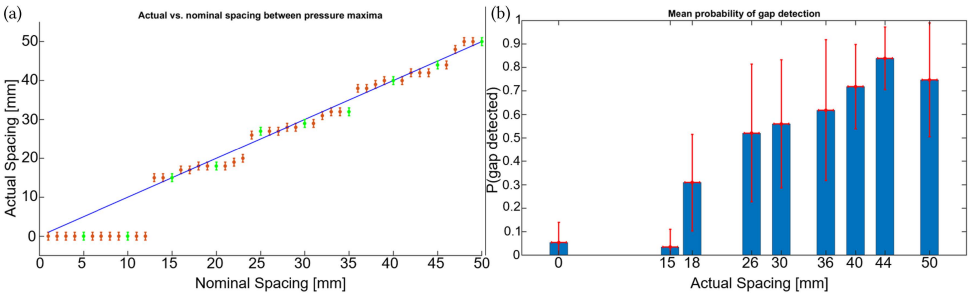 (a)
Actual vs. nominal spacing between pressure maxima
Actual Spacing [mm]
50
40
30
20
10
0
0 5 10 15 20 25 30 35 40 45 50
Nominal Spacing [mm]
(b)
Mean probability of gap detection
P(gap detected)
1
0.9
0.8
0.7
0.6
0.5
0.4
0.3
0.2
0.1
0
0 15 18 26 30 36 40 44 50
Actual Spacing [mm]